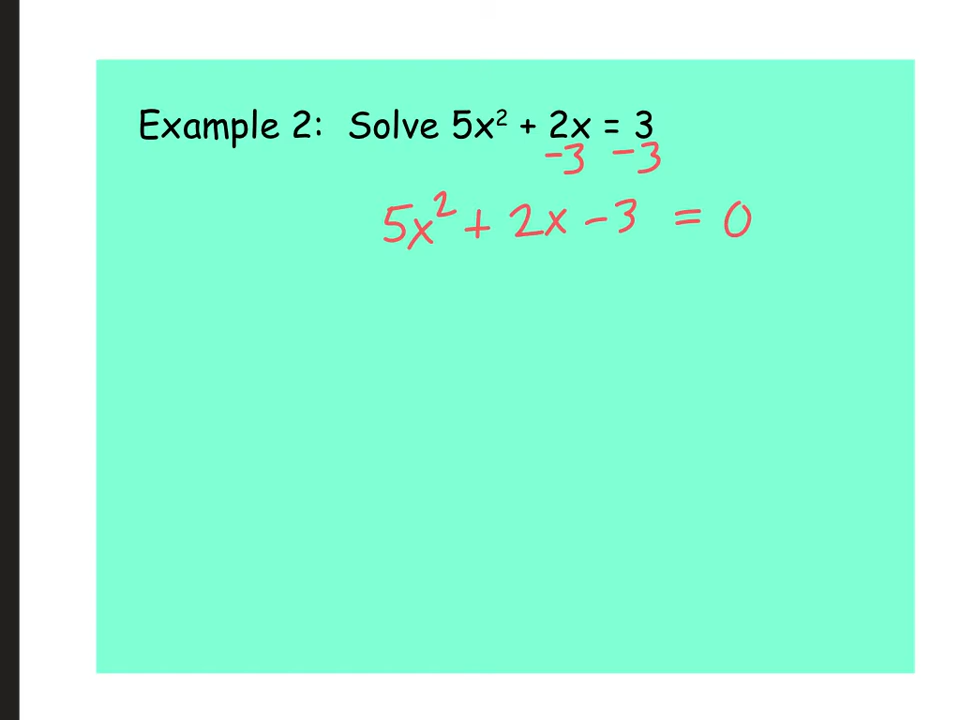 Example 2: Solve 5x² + 2x = 3
-3 -3
5x² + 2x - 3 = 0